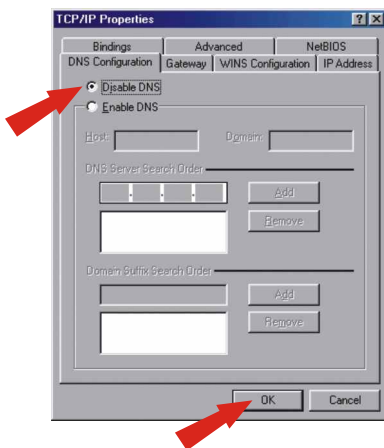 TCP/IP Properties
Bindings Advanced NetBIOS
DNS Configuration Gateway WINS Configuration IP Address
Disable DNS
Enable DNS
Host: Domain:
DNS Server Search Order
Add
Remove
Domain Suffix Search Order
Add
Remove
OK Cancel